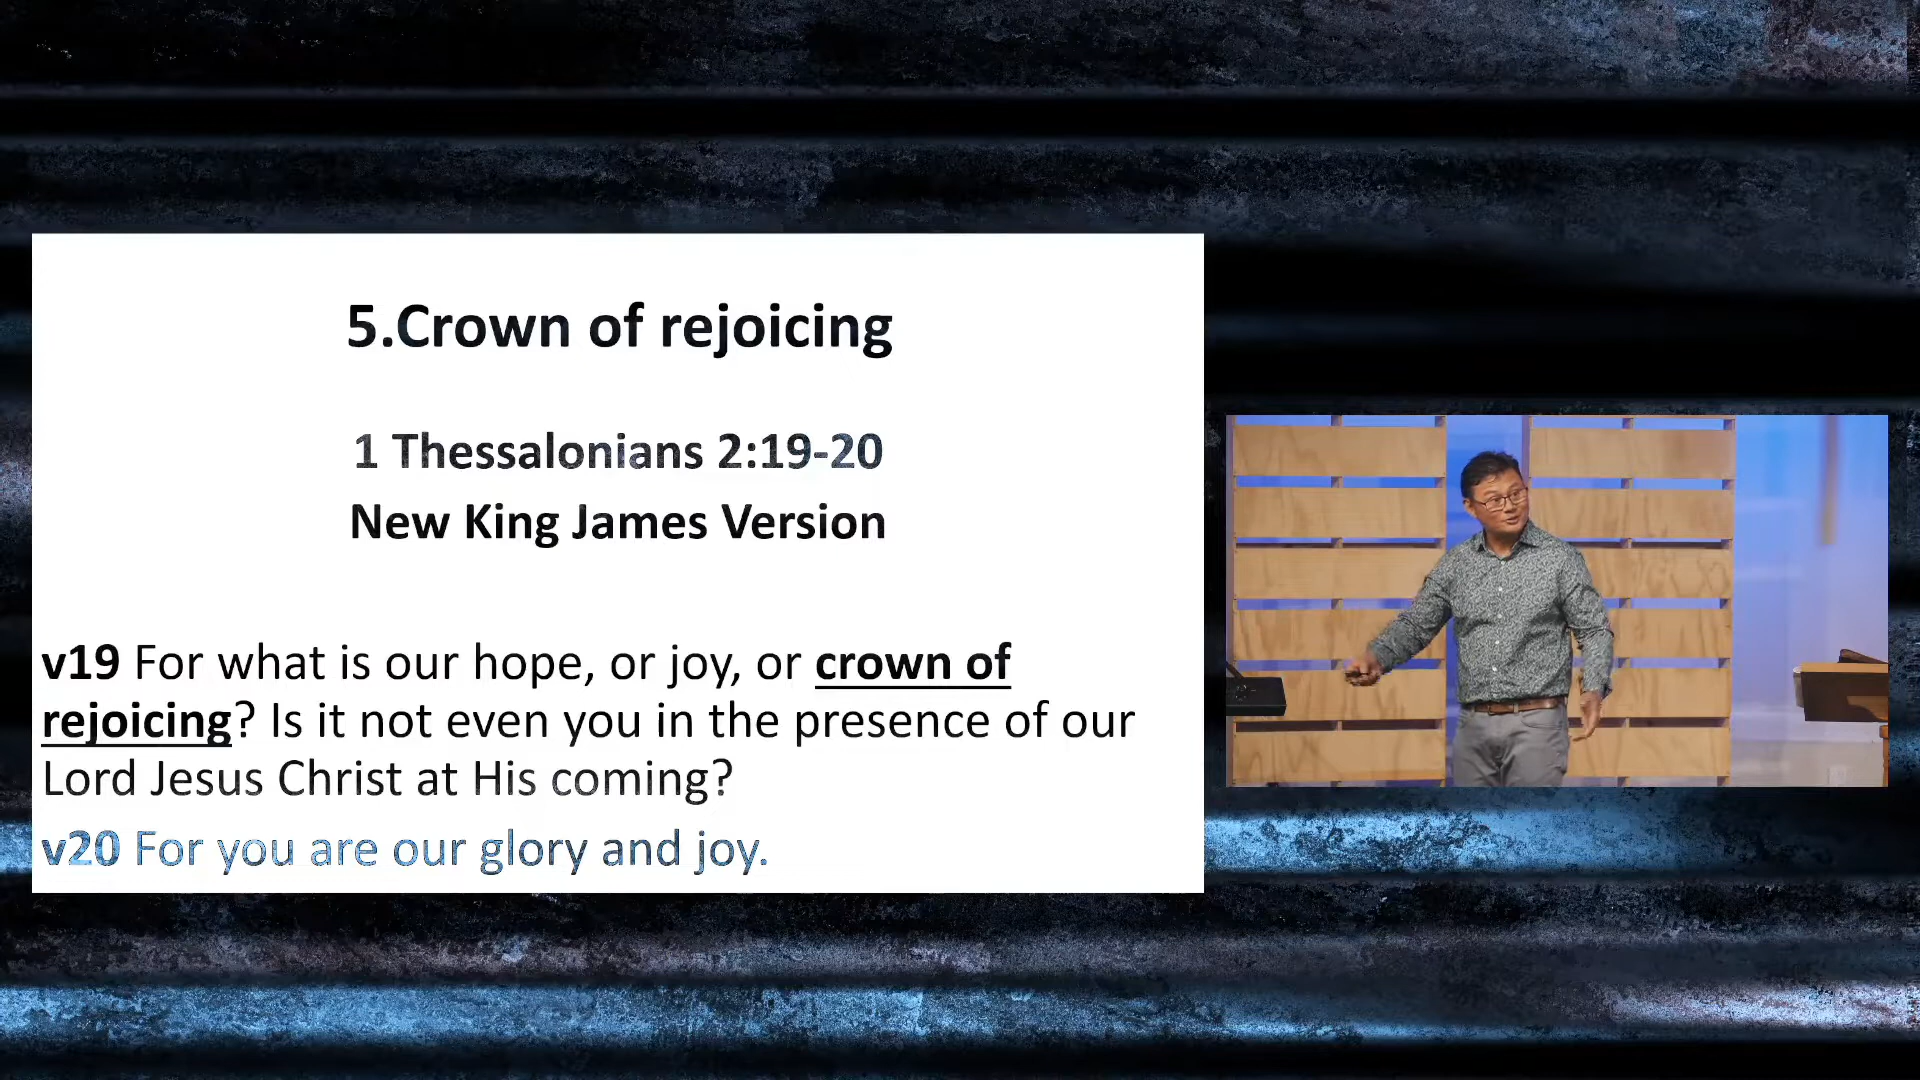 5.Crown of rejoicing
1 Thessalonians 2:19-20
New King James Version
v19 For what is our hope, or joy, or crown of
rejoicing? Is it not even you in the presence of our
Lord Jesus Christ at His coming?
v20 For you are our glory and joy.